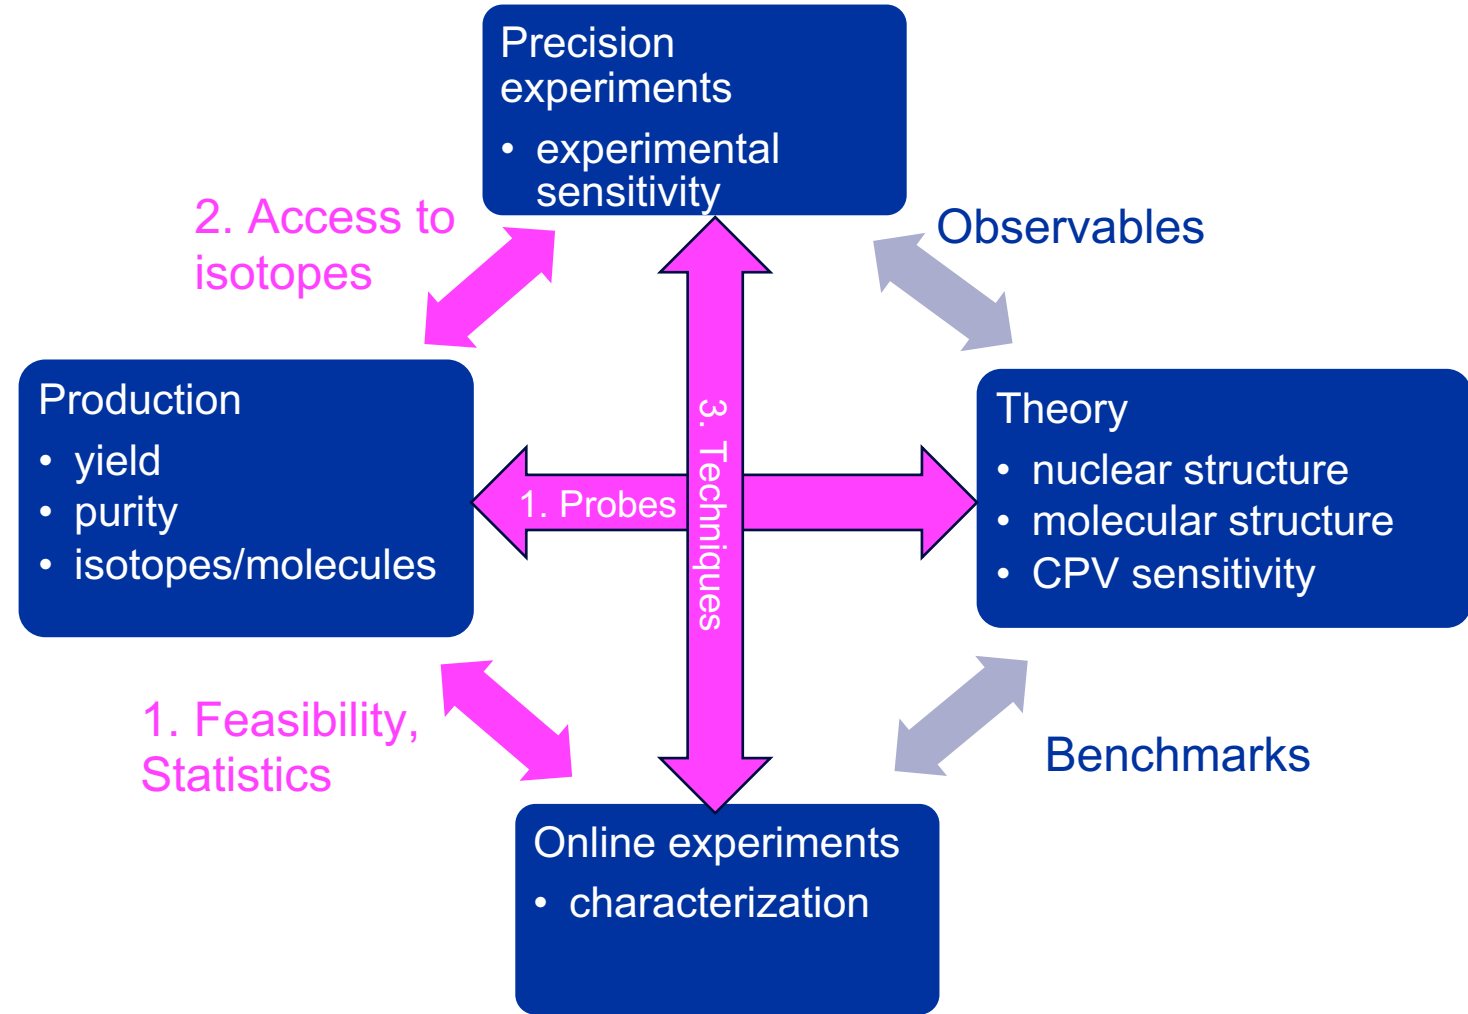 Precision
experiments
• experimental
sensitivity
2. Access to
isotopes
Observables
Production
• yield
• purity
• isotopes/molecules
1. Probes
3. Techniques
Theory
• nuclear structure
• molecular structure
• CPV sensitivity
1. Feasibility,
Statistics
Benchmarks
Online experiments
• characterization